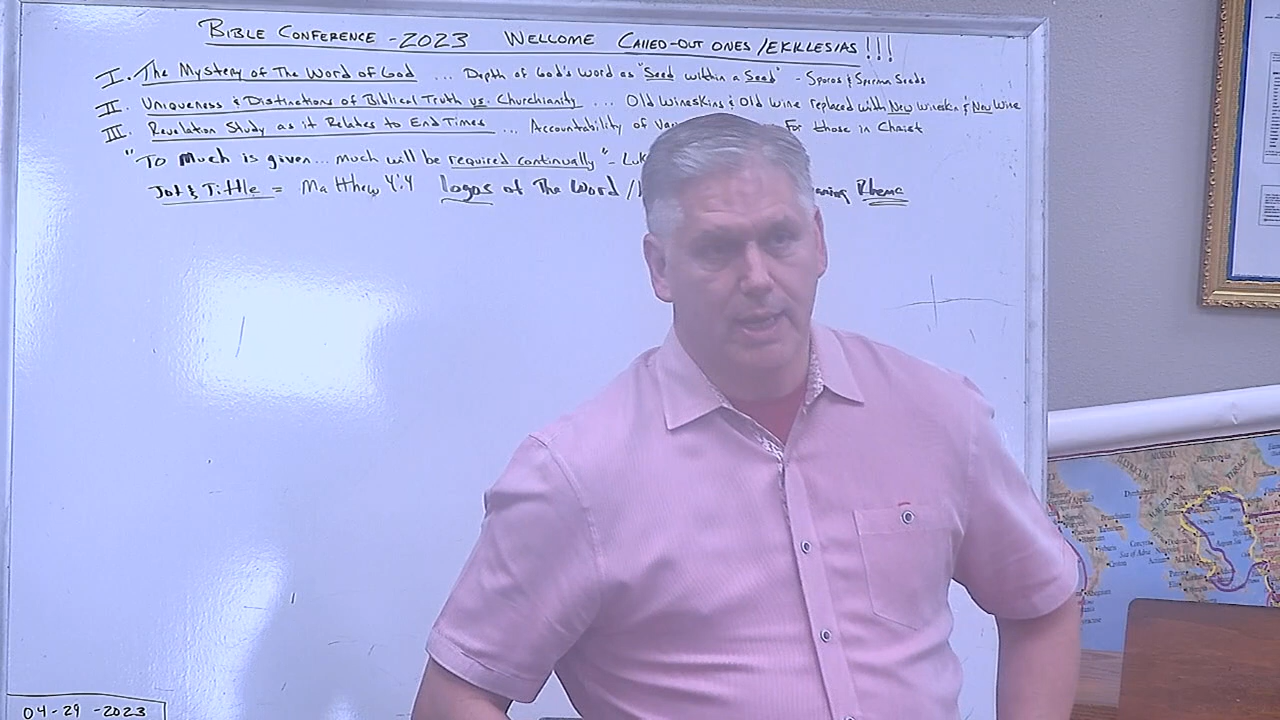 BIBLE CONFERENCE - 2023 WELLOME CALLED-OUT ONES / EKKLESIAS !!!
I. The Mystery of The Word of God ... Depth of God's Word as "Seed within a Seed" - Sporos & Sperma Seeds
II. Uniqueness & Distinctions of Biblical Truth vs. Churchianity ... Old Wineskins & Old Wine replaced with New Wineskin & New Wine
III. Revelation Study as it Relates to End Times ... Accountability of For those in Christ
"To Much is given... much will be required continually" -
Jot & Tittle = Matthew 4:4 logos of The Word / Rhema
04-29-2023